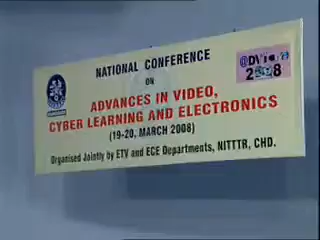 NATIONAL CONFERENCE
ON
ADVANCES IN VIDEO,
CYBER LEARNING AND ELECTRONICS
(19-20, MARCH 2008)
Organised Jointly by ETV and ECE Departments, NITTTR, CHD.
2008